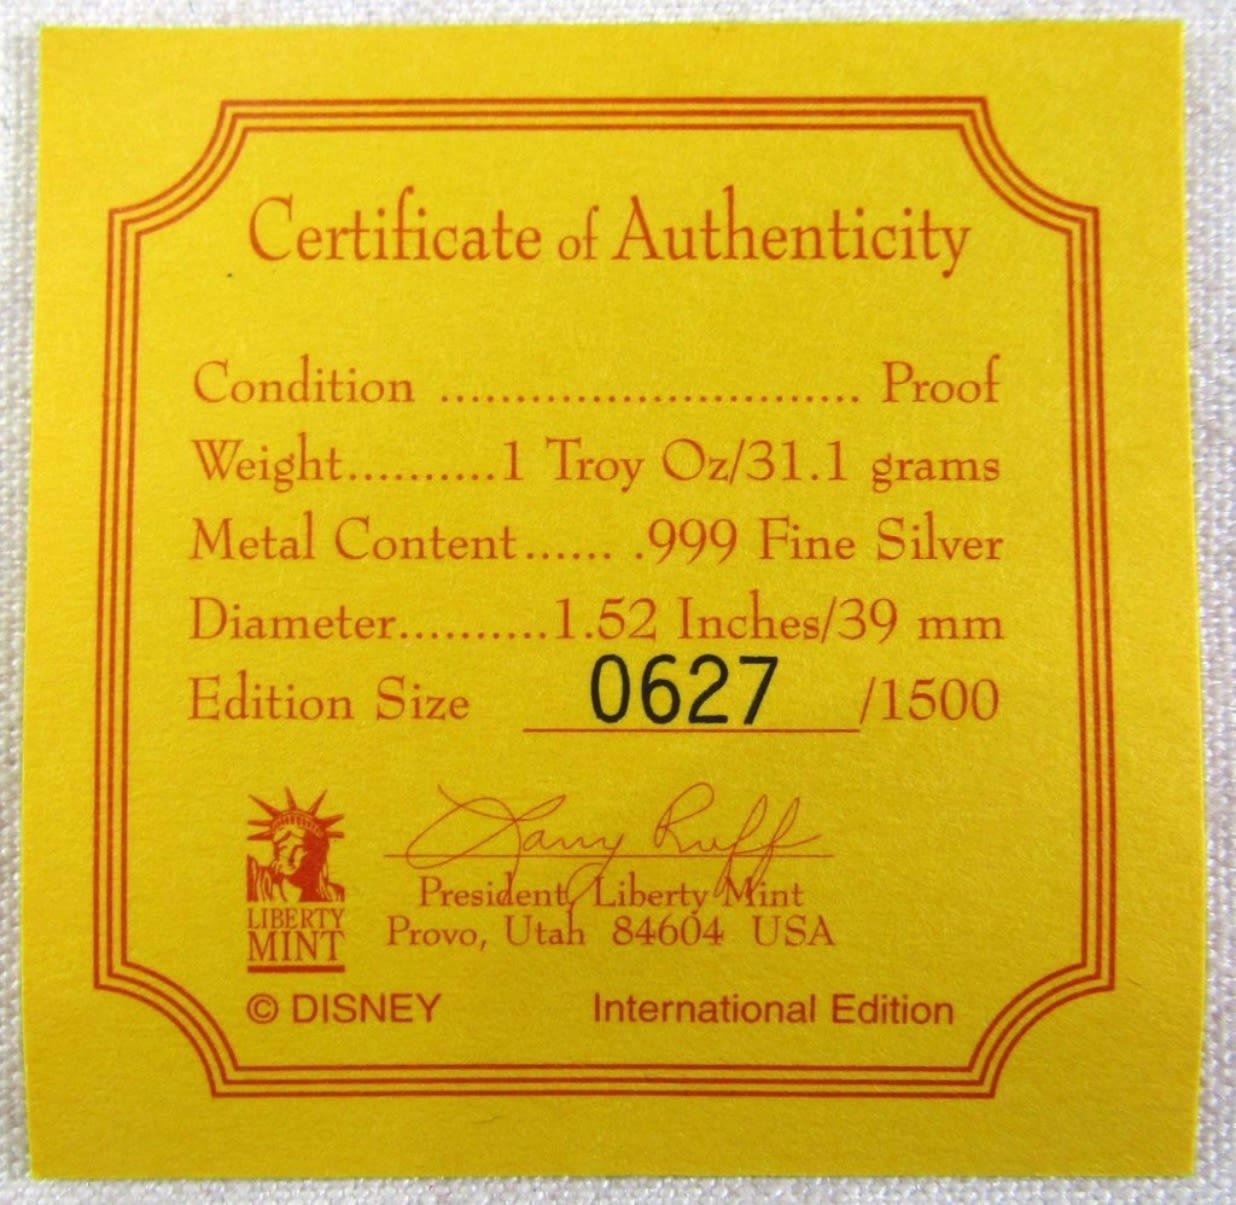 Certificate of Authenticity
Condition ............................ Proof
Weight..........1 Troy Oz/31.1 grams
Metal Content...... .999 Fine Silver
Diameter..........1.52 Inches/39 mm
Edition Size 0627 /1500
Larry Ruff
President, Liberty Mint
Provo, Utah 84604 USA
LIBERTY
MINT
© DISNEY International Edition